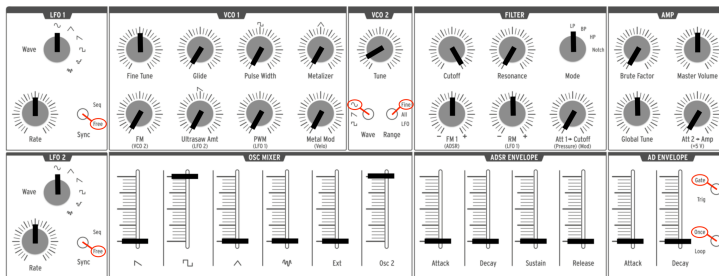 LFO 1
VCO 1
VCO 2
FILTER
AMP
LP
BP
HP
Notch
Wave
Fine Tune
Glide
Pulse Width
Metalizer
Tune
Cutoff
Resonance
Mode
Brute Factor
Master Volume
Seq
Free
Rate
Sync
FM
(VCO 2)
Ultrasaw Amt
(LFO 2)
PWM
(LFO 1)
Metal Mod
(Velo)
Fine
All
LFO
Wave
Range
- +
FM 1
(ADSR)
- +
RM
(LFO 1)
Att 1 → Cutoff
(Pressure) (Mod)
Global Tune
Att 2 → Amp
(+5 V)
LFO 2
OSC MIXER
ADSR ENVELOPE
AD ENVELOPE
Wave
Seq
Free
Rate
Sync
Ext
Osc 2
Attack
Decay
Sustain
Release
Attack
Decay
Gate
Trig
Once
Loop